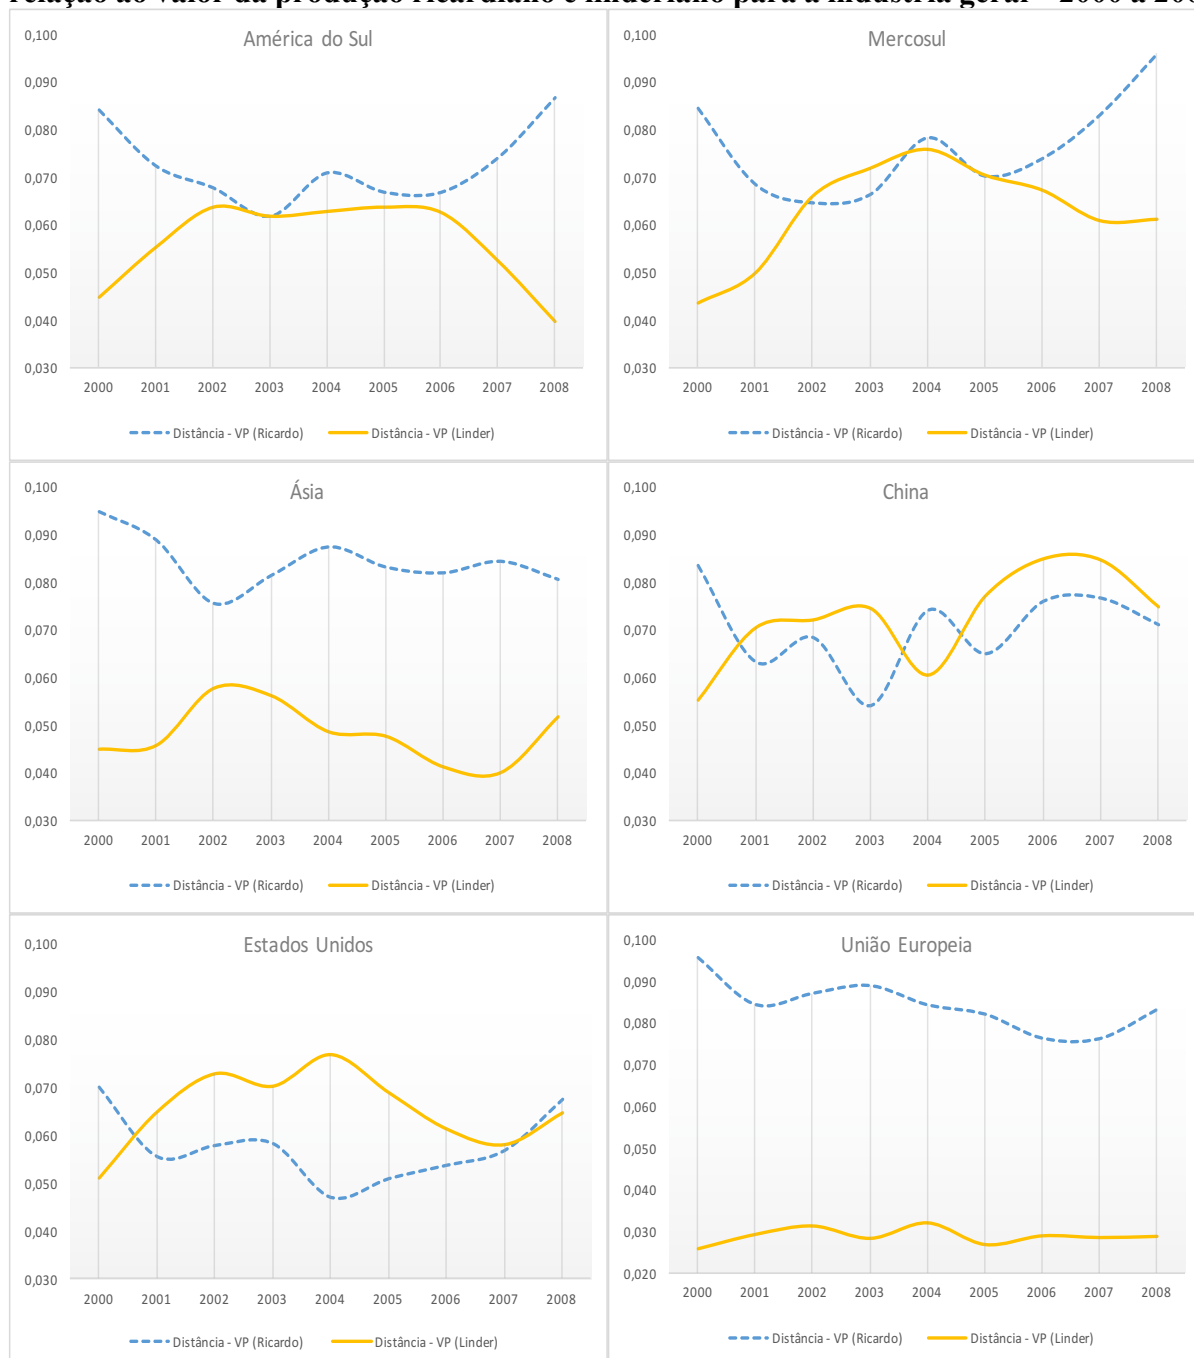 relação ao valor da produção ricardiano e linderiano para a indústria geral - 2000 a 200
América do Sul
0,100
0,090
0,080
0,070
0,060
0,050
0,040
0,030
2000 2001 2002 2003 2004 2005 2006 2007 2008
Distância - VP (Ricardo) Distância - VP (Linder)
Mercosul
0,100
0,090
0,080
0,070
0,060
0,050
0,040
0,030
2000 2001 2002 2003 2004 2005 2006 2007 2008
Distância - VP (Ricardo) Distância - VP (Linder)
Ásia
0,100
0,090
0,080
0,070
0,060
0,050
0,040
0,030
2000 2001 2002 2003 2004 2005 2006 2007 2008
Distância - VP (Ricardo) Distância - VP (Linder)
China
0,100
0,090
0,080
0,070
0,060
0,050
0,040
0,030
2000 2001 2002 2003 2004 2005 2006 2007 2008
Distância - VP (Ricardo) Distância - VP (Linder)
Estados Unidos
0,100
0,090
0,080
0,070
0,060
0,050
0,040
0,030
2000 2001 2002 2003 2004 2005 2006 2007 2008
Distância - VP (Ricardo) Distância - VP (Linder)
União Europeia
0,100
0,090
0,080
0,070
0,060
0,050
0,040
0,030
0,020
2000 2001 2002 2003 2004 2005 2006 2007 2008
Distância - VP (Ricardo) Distância - VP (Linder)